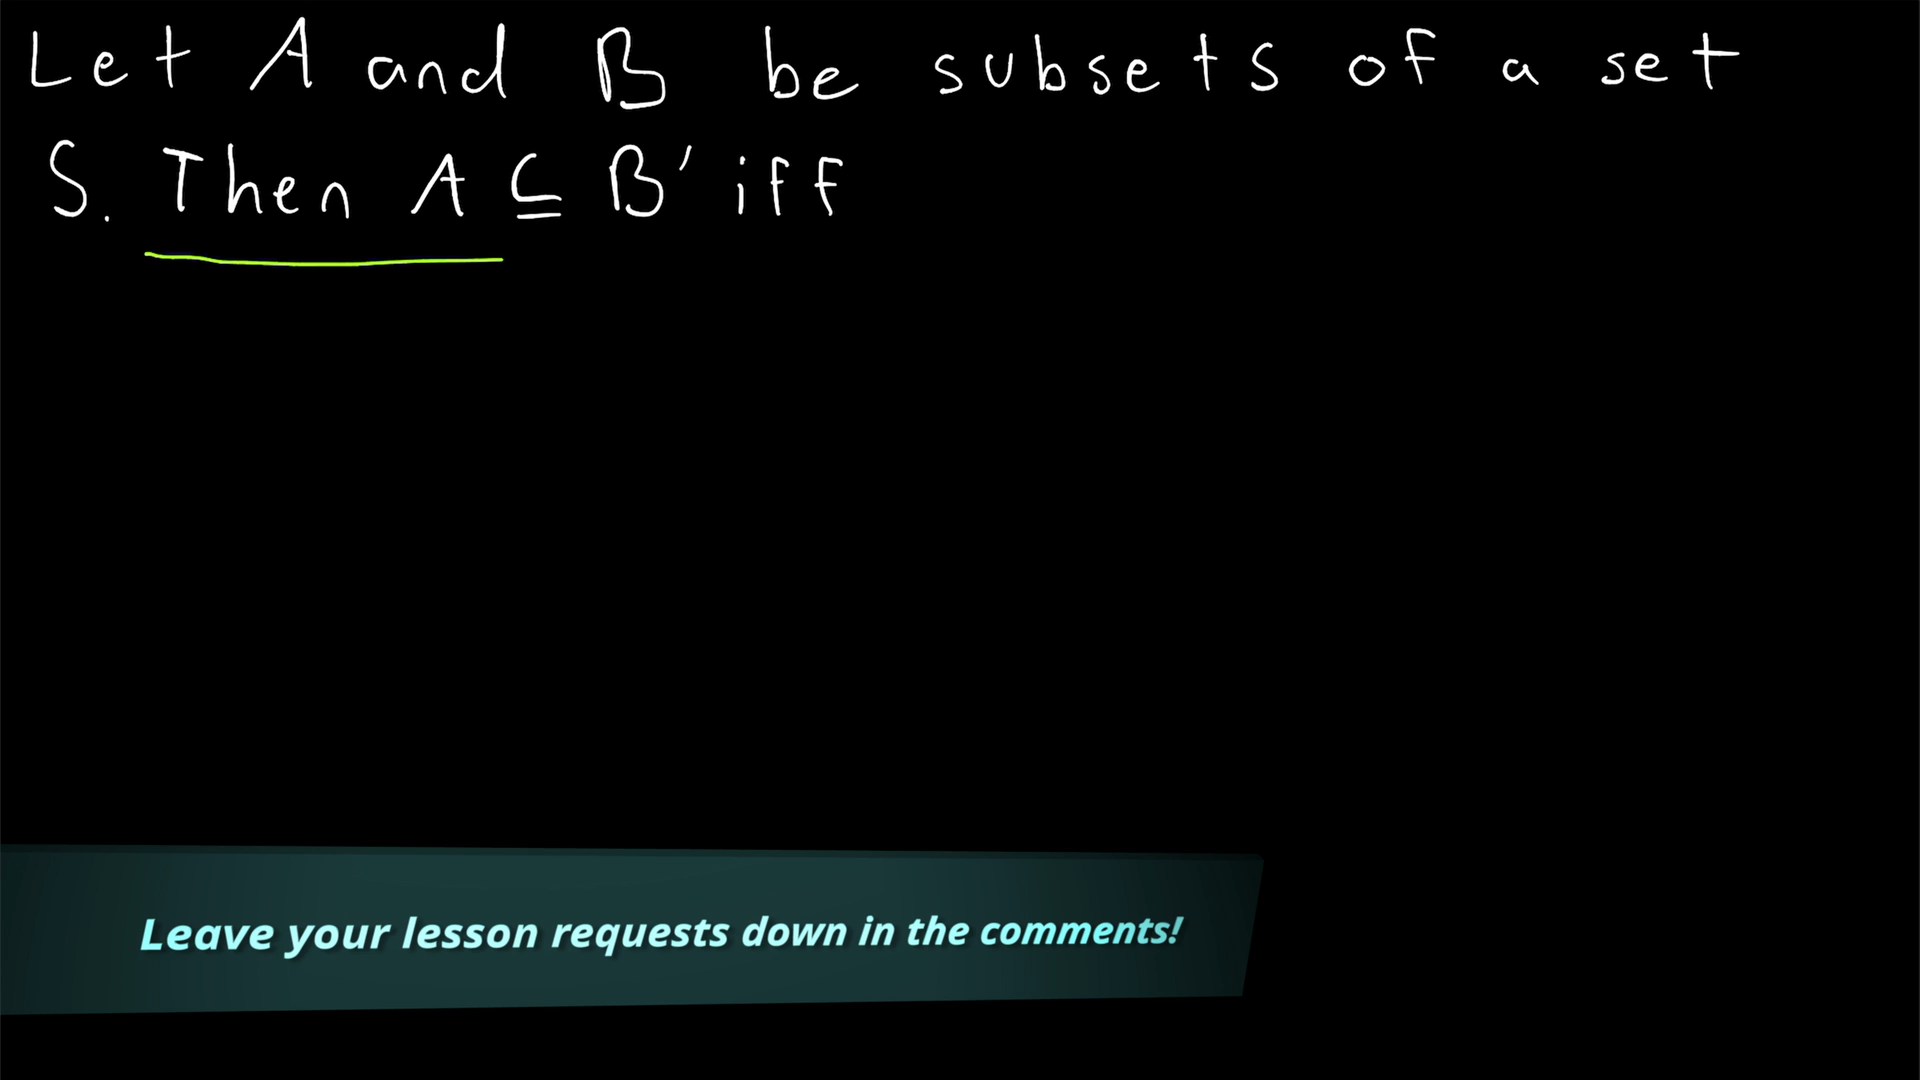 Let A and B be subsets of a set
S. Then A ⊆ B′ iff
Leave your lesson requests down in the comments!